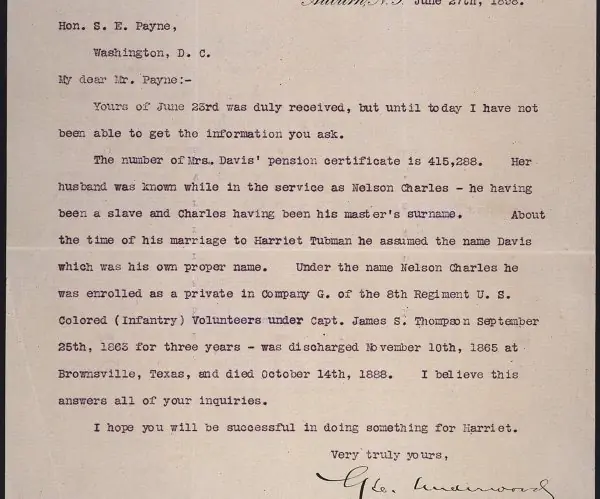 Auburn, N.Y. June 27th, 1898.
Hon. S. E. Payne,
Washington, D. C.
My dear Mr. Payne:-
Yours of June 23rd was duly received, but until today I have not
been able to get the information you ask.
The number of Mrs. Davis' pension certificate is 415,288. Her
husband was known while in the service as Nelson Charles - he having
been a slave and Charles having been his master's surname. About
the time of his marriage to Harriet Tubman he assumed the name Davis
which was his own proper name. Under the name Nelson Charles he
was enrolled as a private in Company G. of the 8th Regiment U. S.
Colored (Infantry) Volunteers under Capt. James S. Thompson September
25th, 1863 for three years - was discharged November 10th, 1865 at
Brownsville, Texas, and died October 14th, 1888. I believe this
answers all of your inquiries.
I hope you will be successful in doing something for Harriet.
Very truly yours,
Geo. Underwood